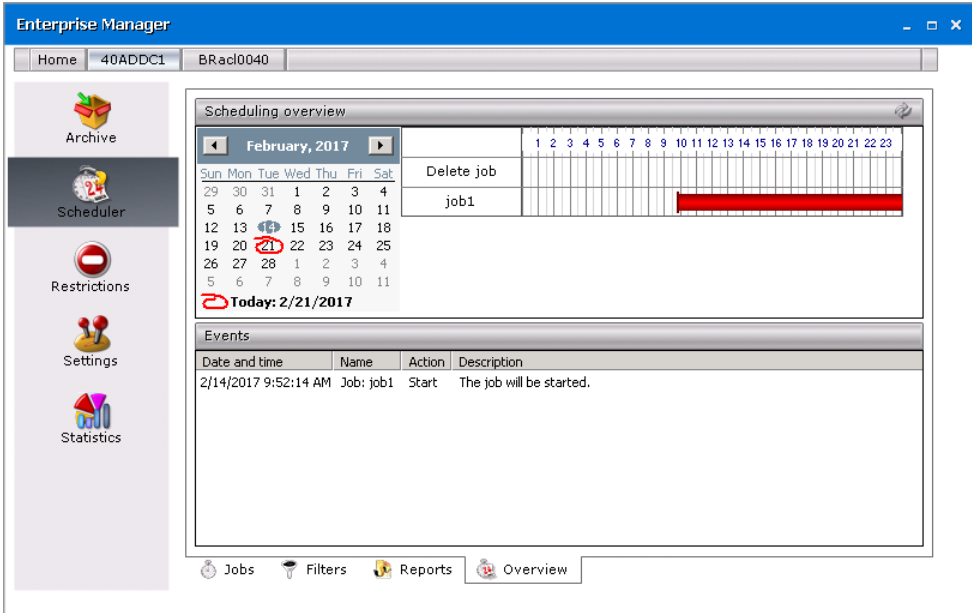 Enterprise Manager
Home 40ADDC1 BRacl0040
Archive
Scheduler
Restrictions
Settings
Statistics
Scheduling overview
February, 2017
Sun Mon Tue Wed Thu Fri Sat
29 30 31 1 2 3 4
5 6 7 8 9 10 11
12 13 14 15 16 17 18
19 20 21 22 23 24 25
26 27 28 1 2 3 4
5 6 7 8 9 10 11
Today: 2/21/2017
1 2 3 4 5 6 7 8 9 10 11 12 13 14 15 16 17 18 19 20 21 22 23
Delete job
job1
Events
Date and time Name Action Description
2/14/2017 9:52:14 AM Job: job1 Start The job will be started.
Jobs Filters Reports Overview